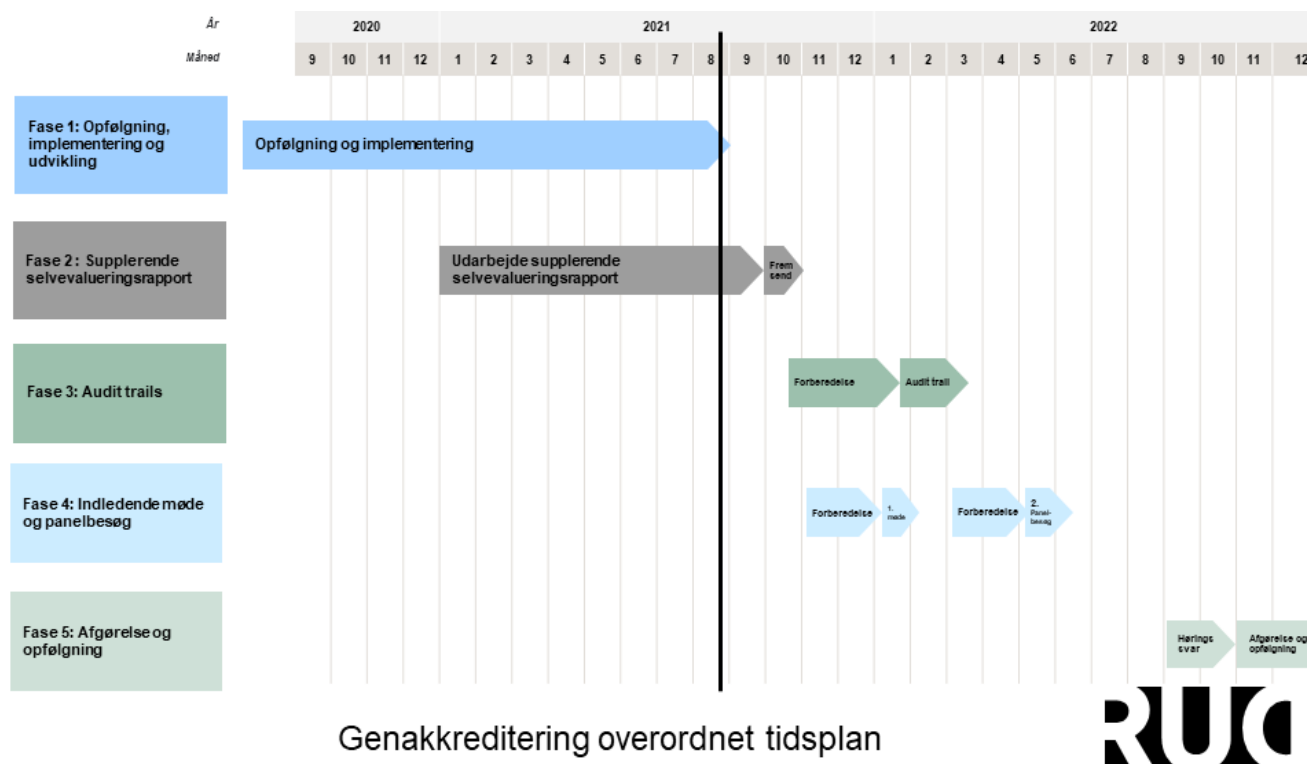 År
2020 2021 2022
Måned
9 10 11 12 1 2 3 4 5 6 7 8 9 10 11 12 1 2 3 4 5 6 7 8 9 10 11 12
Fase 1: Opfølgning,
implementering og
udvikling
Opfølgning og implementering
Fase 2 : Supplerende
selvevalueringsrapport
Udarbejde supplerende
selvevalueringsrapport
Frem
send
Fase 3: Audit trails
Forberedelse
Audit trail
Fase 4: Indledende møde
og panelbesøg
Forberedelse
1.
møde
Forberedelse
2.
Panel-
besøg
Fase 5: Afgørelse og
opfølgning
Hørings
svar
Afgørelse og
opfølgning
Genakkreditering overordnet tidsplan
RUC